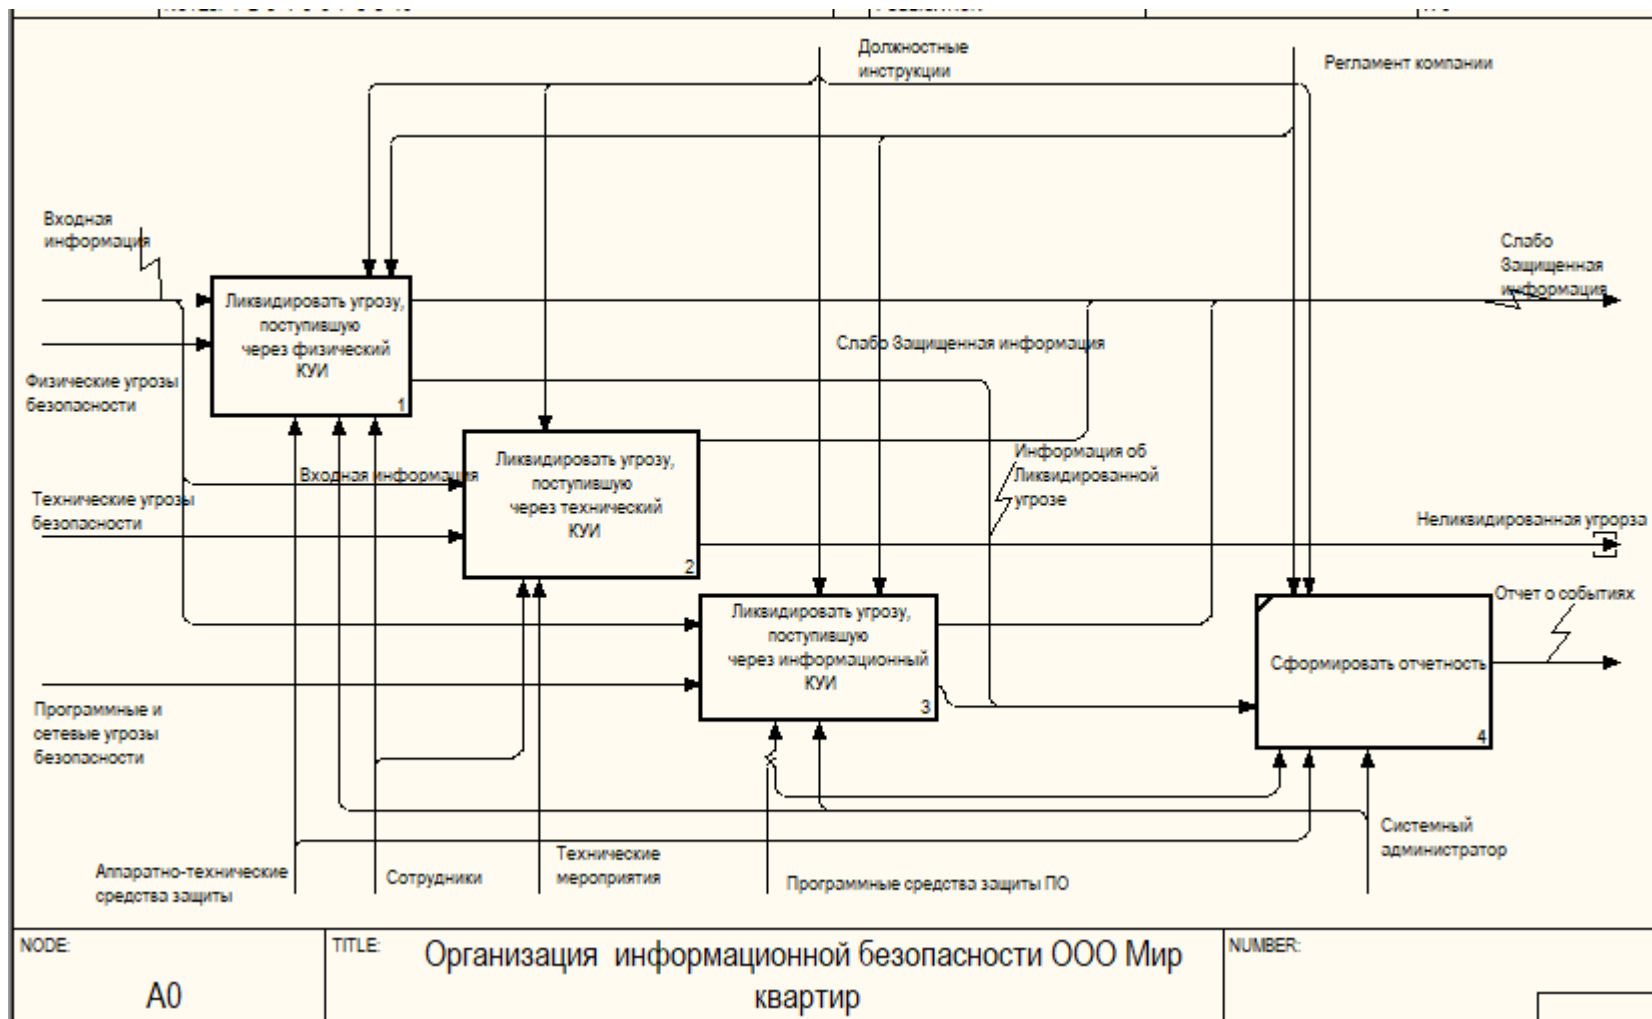 Должностные
инструкции
Регламент компании
Входная
информация
Слабо
Защищенная
информация
Ликвидировать угрозу,
поступившую
через физический
КУИ
1
Слабо Защищенная информация
Физические угрозы
безопасности
Информация об
Ликвидированной
угрозе
Входная информация
Ликвидировать угрозу,
поступившую
через технический
КУИ
2
Технические угрозы
безопасности
Неликвидированная угрорза
Отчет о событиях
Ликвидировать угрозу,
поступившую
через информационный
КУИ
3
Сформировать отчетность
4
Программные и
сетевые угрозы
безопасности
Аппаратно-технические
средства защиты
Сотрудники
Технические
мероприятия
Программные средства защиты ПО
Системный
администратор
NODE:
A0
TITLE:
Организация информационной безопасности ООО Мир
квартир
NUMBER: